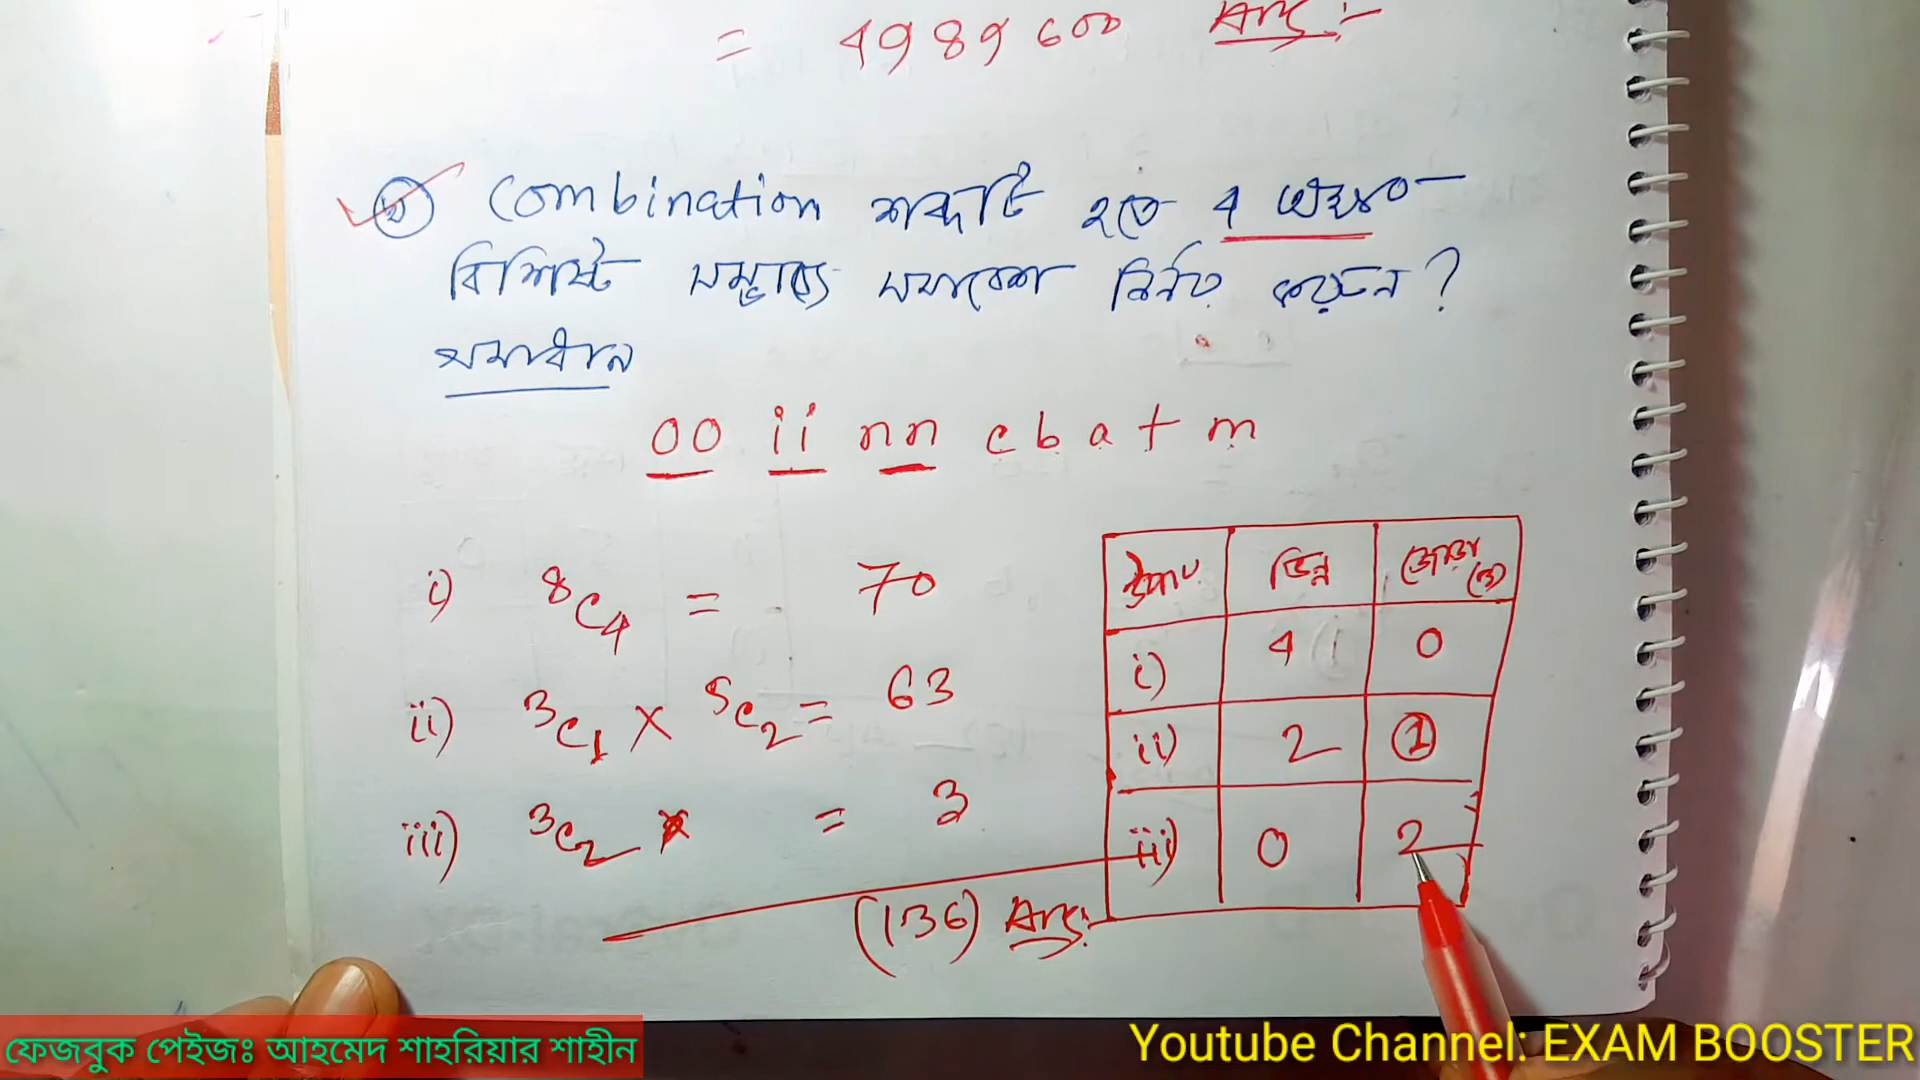 = 4989600 Ans:-
Combination শব্দটি হতে 4 অক্ষর
বিশিষ্ট সম্ভাব্য সমাবেশ নির্ণয় করুন?
সমাধান
oo ii nn c b a t m
i) ⁸C₄ = 70
ii) ³C₁ × ⁵C₂ = 63
iii) ³C₂ = 3
(136) Ans:-
উপায় ভিন্ন জোড়া
i) 4 0
ii) 2 1
iii) 0 2
ফেজবুক পেইজঃ আহমেদ শাহরিয়ার শাহীন
Youtube Channel: EXAM BOOSTER